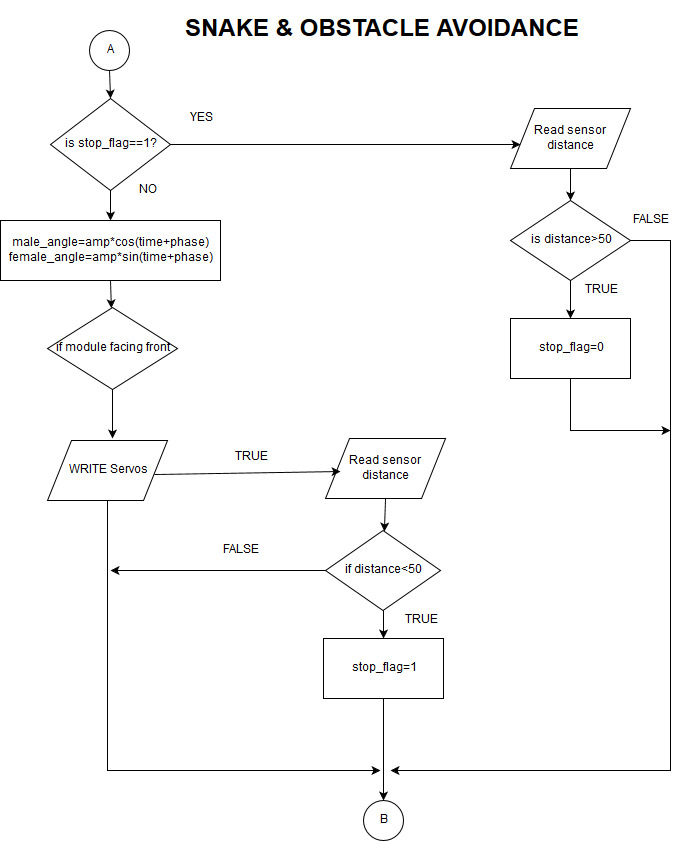 SNAKE & OBSTACLE AVOIDANCE
A
YES
is stop_flag==1?
Read sensor
distance
NO
FALSE
male_angle=amp*cos(time+phase)
female_angle=amp*sin(time+phase)
is distance>50
TRUE
if module facing front
stop_flag=0
TRUE
WRITE Servos
Read sensor
distance
FALSE
if distance<50
TRUE
stop_flag=1
B